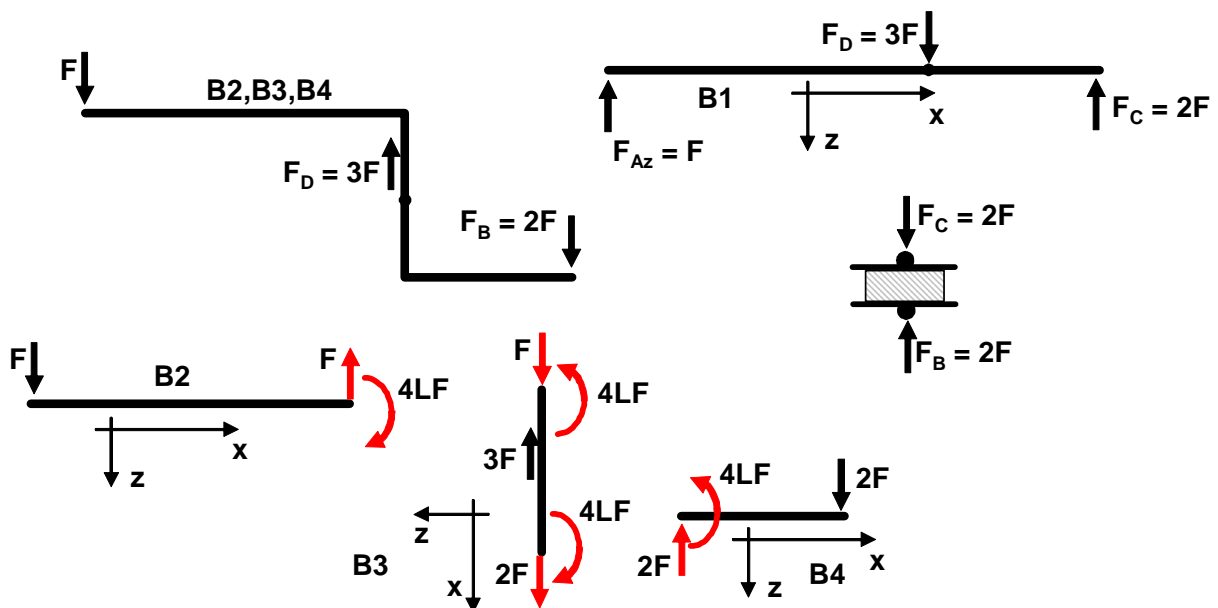 F
B2,B3,B4
F_D = 3F
F_B = 2F
F_D = 3F
B1
x
z
F_Az = F
F_C = 2F
F_C = 2F
F_B = 2F
F
B2
F
4LF
x
z
F
4LF
3F
4LF
z
x
B3
2F
4LF
2F
2F
x
z
B4